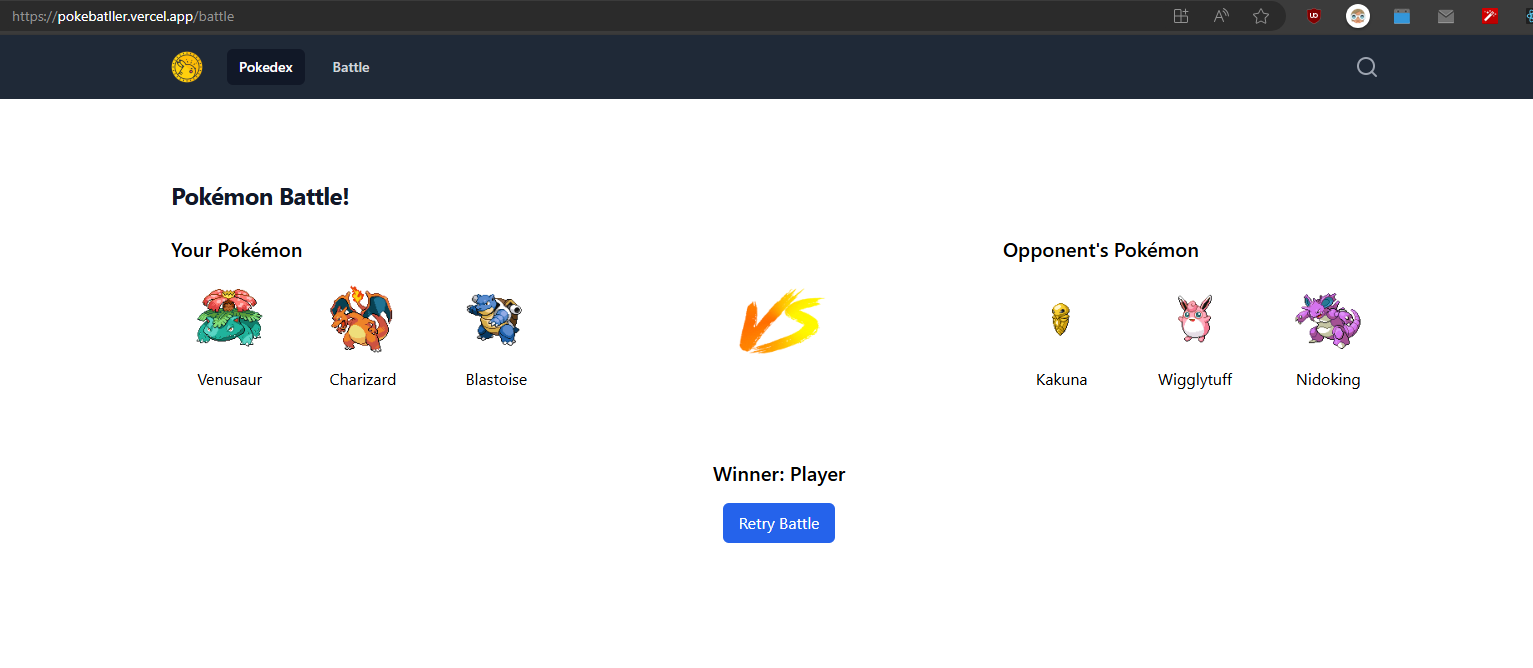 https://pokebatller.vercel.app/battle
Pokedex Battle
Pokémon Battle!
Your Pokémon
Opponent's Pokémon
VS
Venusaur Charizard Blastoise
Kakuna Wigglytuff Nidoking
Winner: Player
Retry Battle